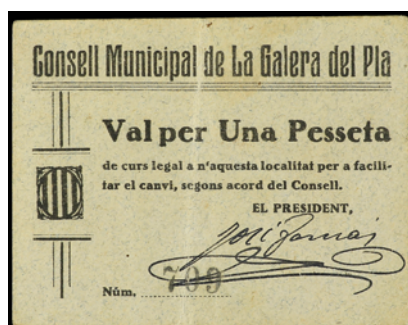 Consell Municipal de La Galera del Pla
Val per Una Pesseta
de curs legal a n'aquesta localitat per a facili-
tar el canvi, segons acord del Consell.
EL PRESIDENT,
Núm. 709